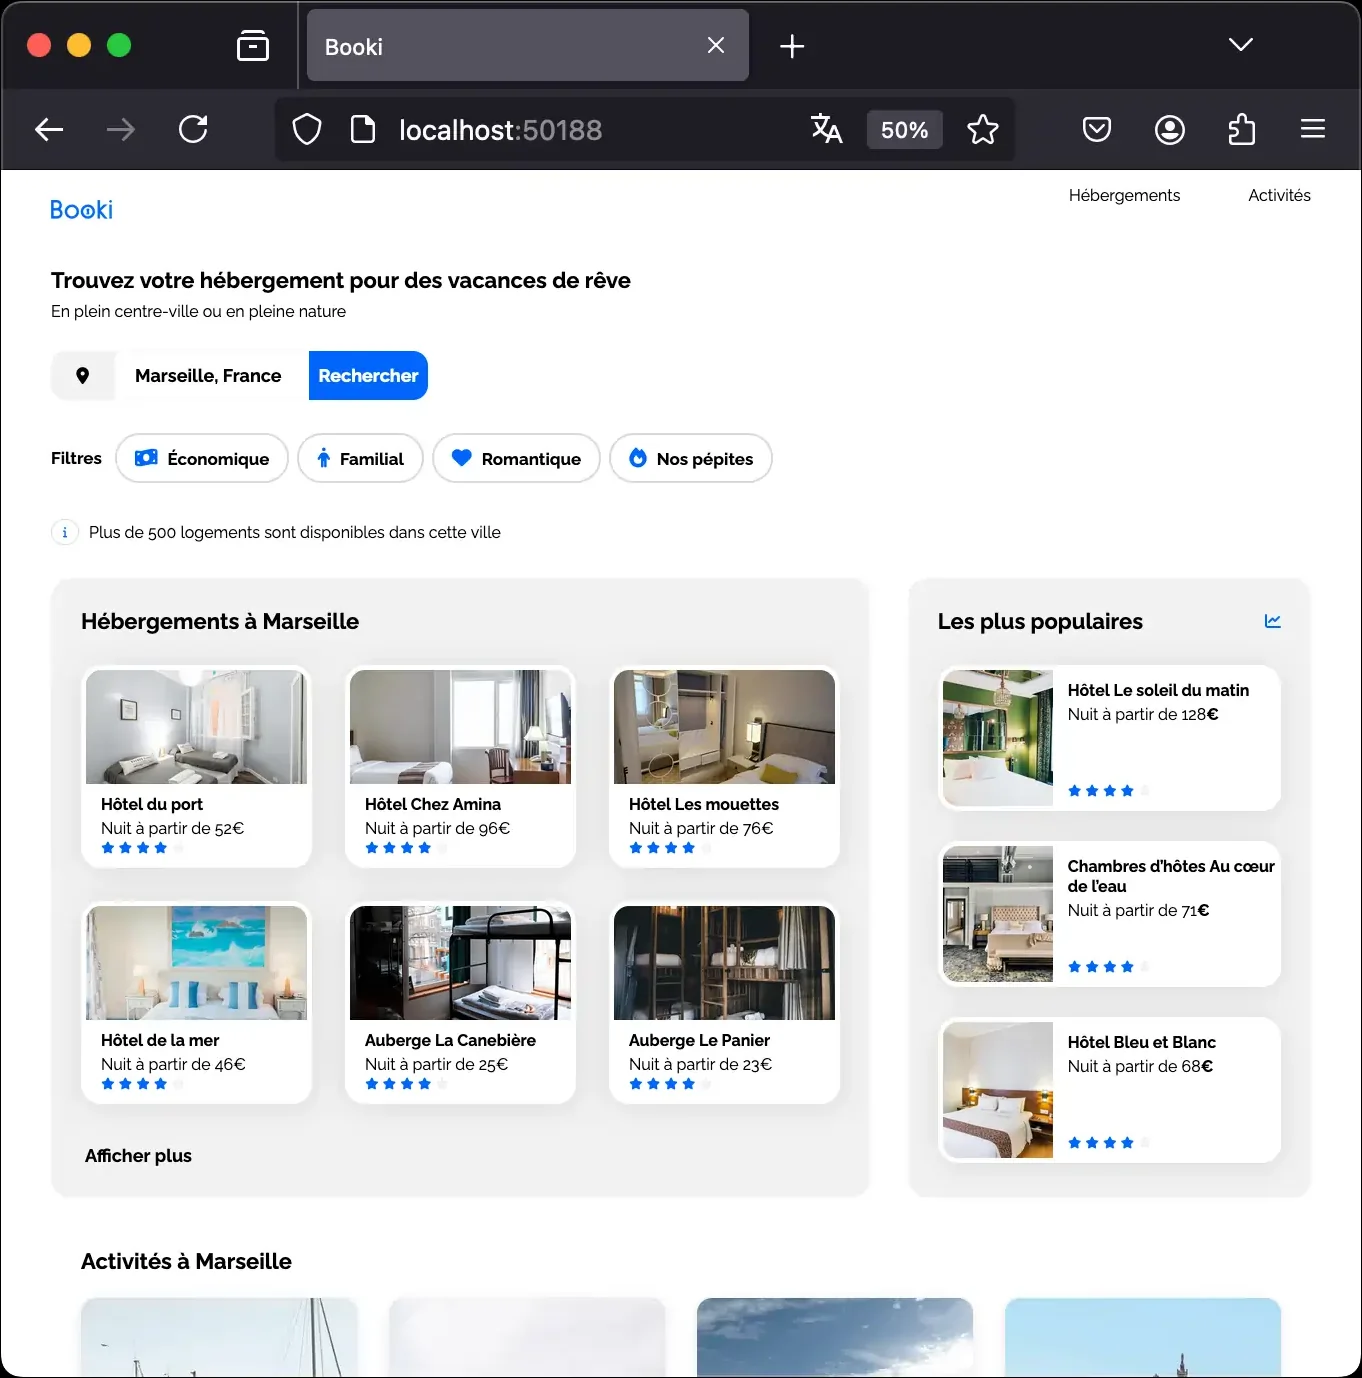 Booki
localhost:50188
50%
Booki
Hébergements
Activités
Trouvez votre hébergement pour des vacances de rêve
En plein centre-ville ou en pleine nature
Marseille, France
Rechercher
Filtres
Économique
Familial
Romantique
Nos pépites
Plus de 500 logements sont disponibles dans cette ville
Hébergements à Marseille
Hôtel du port
Nuit à partir de 52€
Hôtel Chez Amina
Nuit à partir de 96€
Hôtel Les mouettes
Nuit à partir de 76€
Hôtel de la mer
Nuit à partir de 46€
Auberge La Canebière
Nuit à partir de 25€
Auberge Le Panier
Nuit à partir de 23€
Afficher plus
Les plus populaires
Hôtel Le soleil du matin
Nuit à partir de 128€
Chambres d’hôtes Au cœur
de l’eau
Nuit à partir de 71€
Hôtel Bleu et Blanc
Nuit à partir de 68€
Activités à Marseille